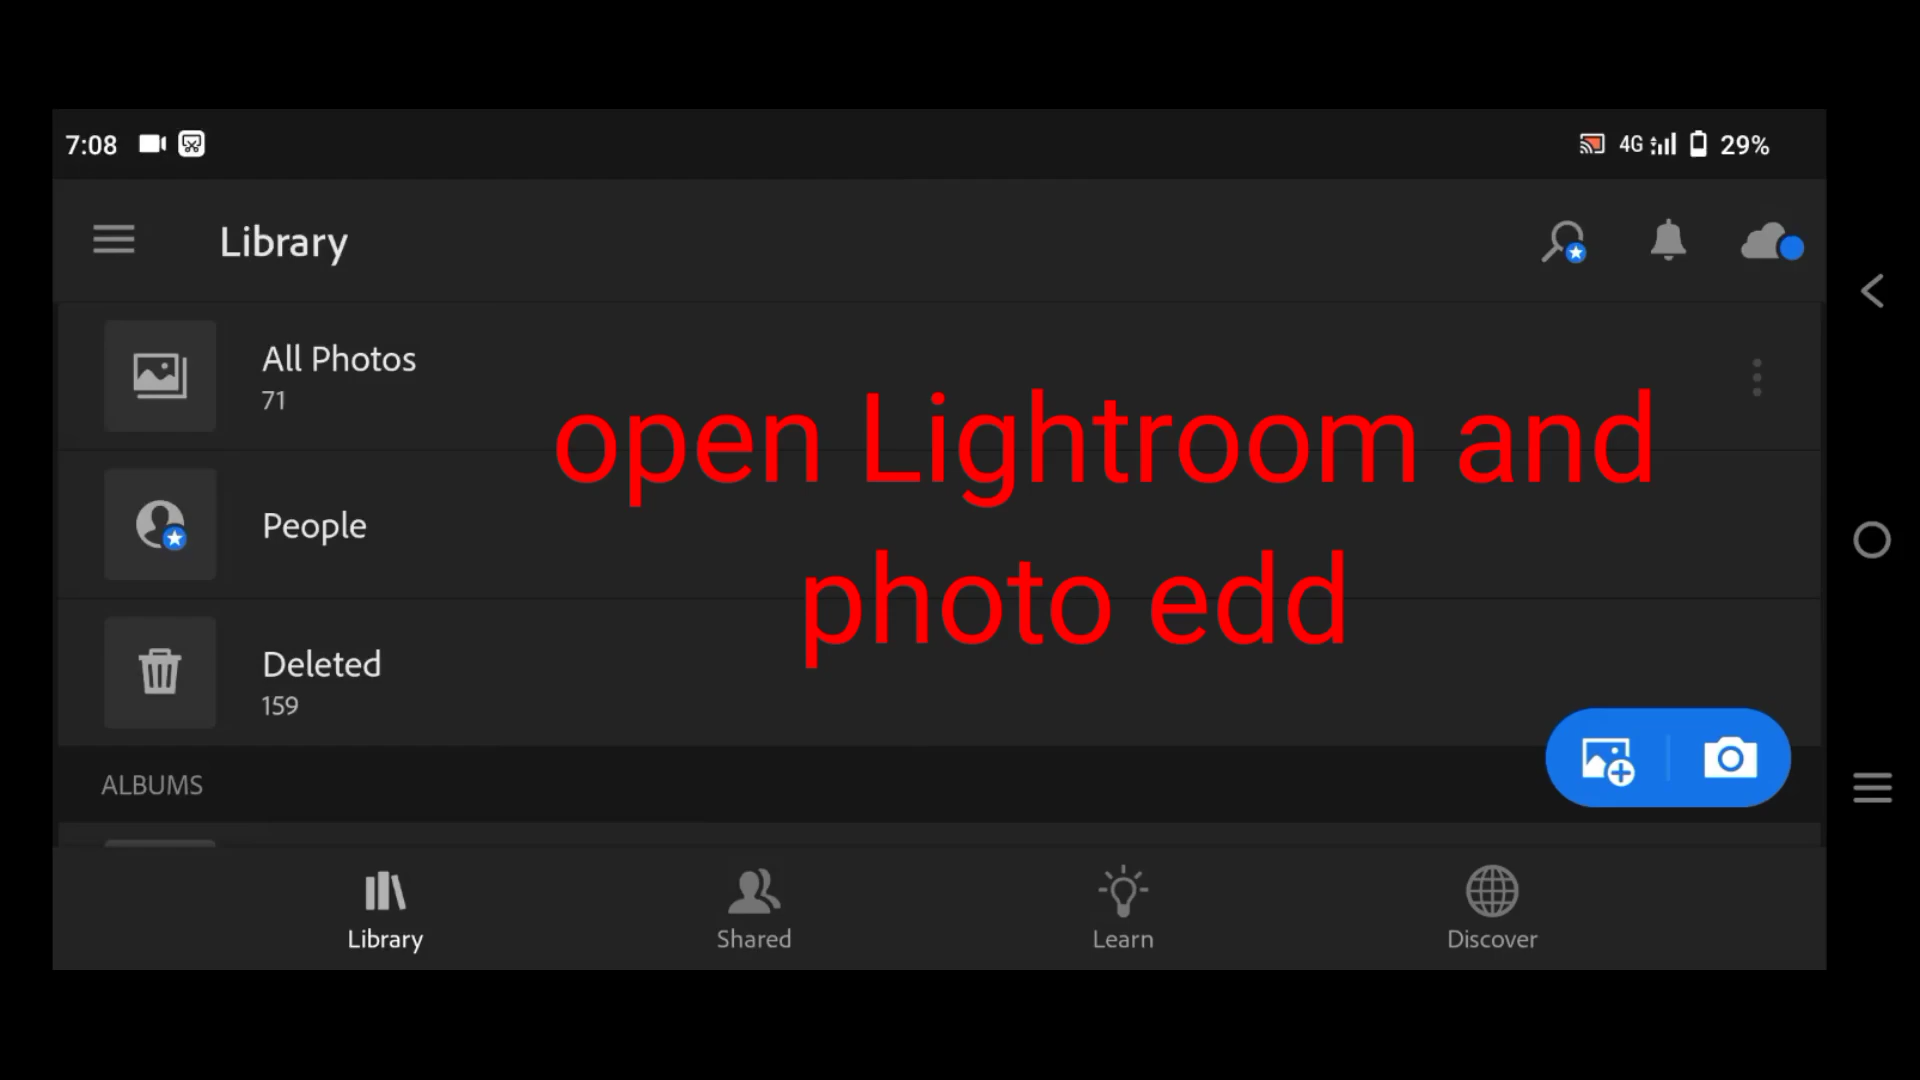 7:08 4G 29%
Library
All Photos
71
open Lightroom and
People
photo edd
Deleted
159
ALBUMS
Library Shared Learn Discover